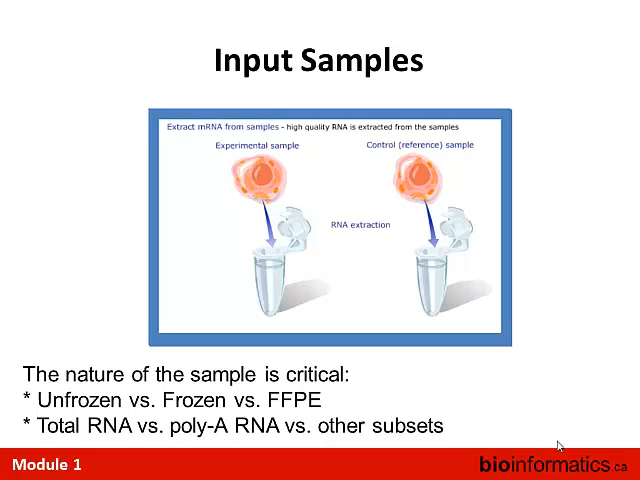 Input Samples
Extract mRNA from samples - high quality RNA is extracted from the samples
Experimental sample
Control (reference) sample
RNA extraction
The nature of the sample is critical:
* Unfrozen vs. Frozen vs. FFPE
* Total RNA vs. poly-A RNA vs. other subsets
Module 1
bioinformatics.ca